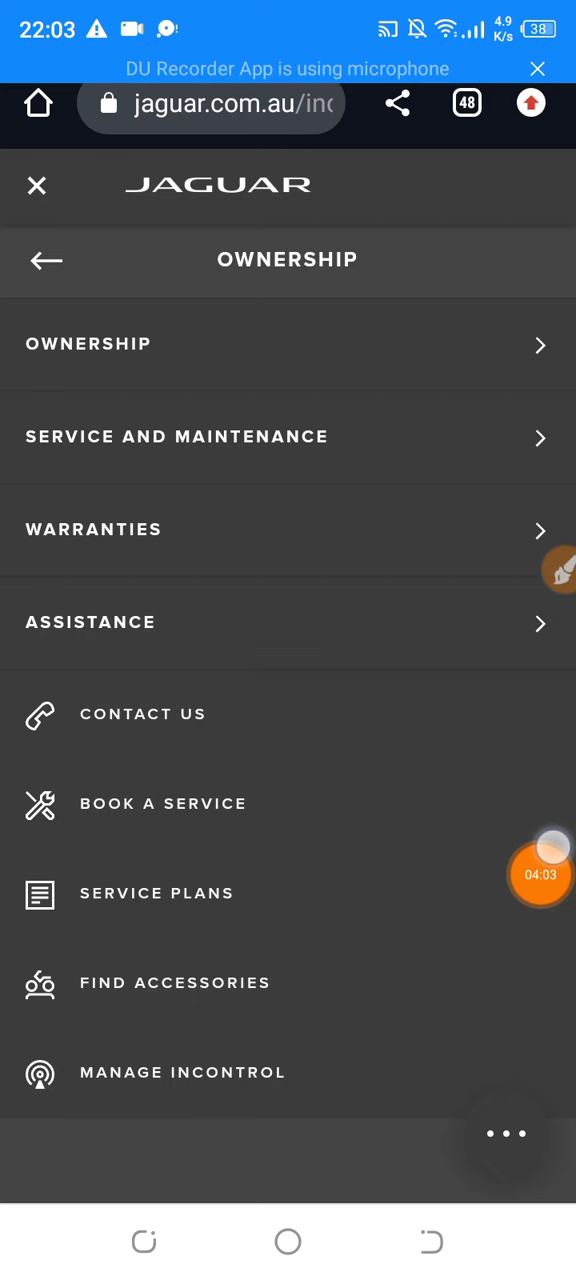 22:03
4.9
K/s
38
DU Recorder App is using microphone
jaguar.com.au/inc
48
JAGUAR
OWNERSHIP
OWNERSHIP
SERVICE AND MAINTENANCE
WARRANTIES
ASSISTANCE
CONTACT US
BOOK A SERVICE
04:03
SERVICE PLANS
FIND ACCESSORIES
MANAGE INCONTROL